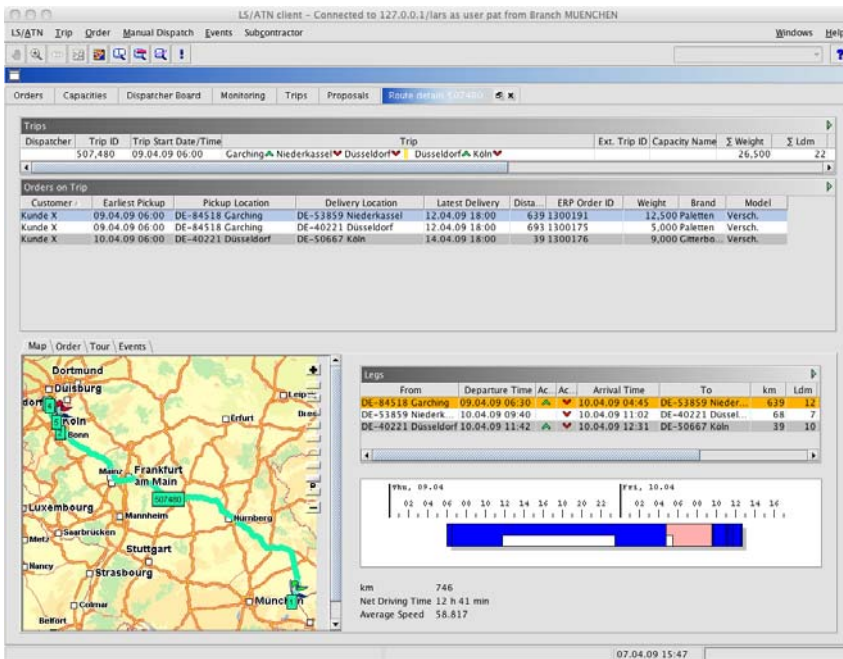 LS/ATN client – Connected to 127.0.0.1/lars as user pat from Branch MUENCHEN
LS/ATN Trip Order Manual Dispatch Events Subcontractor Windows Help
Orders Capacities Dispatcher Board Monitoring Trips Proposals Route details 507480
Trips
Dispatcher Trip ID Trip Start Date/Time Trip Ext. Trip ID Capacity Name Σ Weight Σ Ldm
507,480 09.04.09 06:00 Garching Niederkassel Düsseldorf Düsseldorf Köln 26,500 22
Orders on Trip
Customer Earliest Pickup Pickup Location Delivery Location Latest Delivery Dista... ERP Order ID Weight Brand Model
Kunde X 09.04.09 06:00 DE-84518 Garching DE-53859 Niederkassel 12.04.09 18:00 639 1300191 12,500 Paletten Versch.
Kunde X 09.04.09 06:00 DE-84518 Garching DE-40221 Düsseldorf 12.04.09 18:00 693 1300175 5,000 Paletten Versch.
Kunde X 10.04.09 06:00 DE-40221 Düsseldorf DE-50667 Köln 14.04.09 18:00 39 1300176 9,000 Gitterbo... Versch.
Map Order Tour Events
Dortmund
Duisburg
dorf
Köln
Bonn
Leip
Erfurt
Dres
Mainz Frankfurt
am Main
507480
Luxembourg
Mannheim
Nürnberg
Metz Saarbrücken
Stuttgart
Nancy
Strasbourg
München
Colmar
Belfort
Legs
From Departure Time Ac... Ac... Arrival Time To km Ldm
DE-84518 Garching 09.04.09 06:30 10.04.09 04:45 DE-53859 Nieder... 639 12
DE-53859 Niederk... 10.04.09 09:40 10.04.09 11:02 DE-40221 Düssel... 68 7
DE-40221 Düsseldorf 10.04.09 11:42 10.04.09 12:31 DE-50667 Köln 39 10
Thu, 09.04 Fri, 10.04
02 04 06 08 10 12 14 16 18 20 22 02 04 06 08 10 12 14 16
km 746
Net Driving Time 12 h 41 min
Average Speed 58.817
07.04.09 15:47